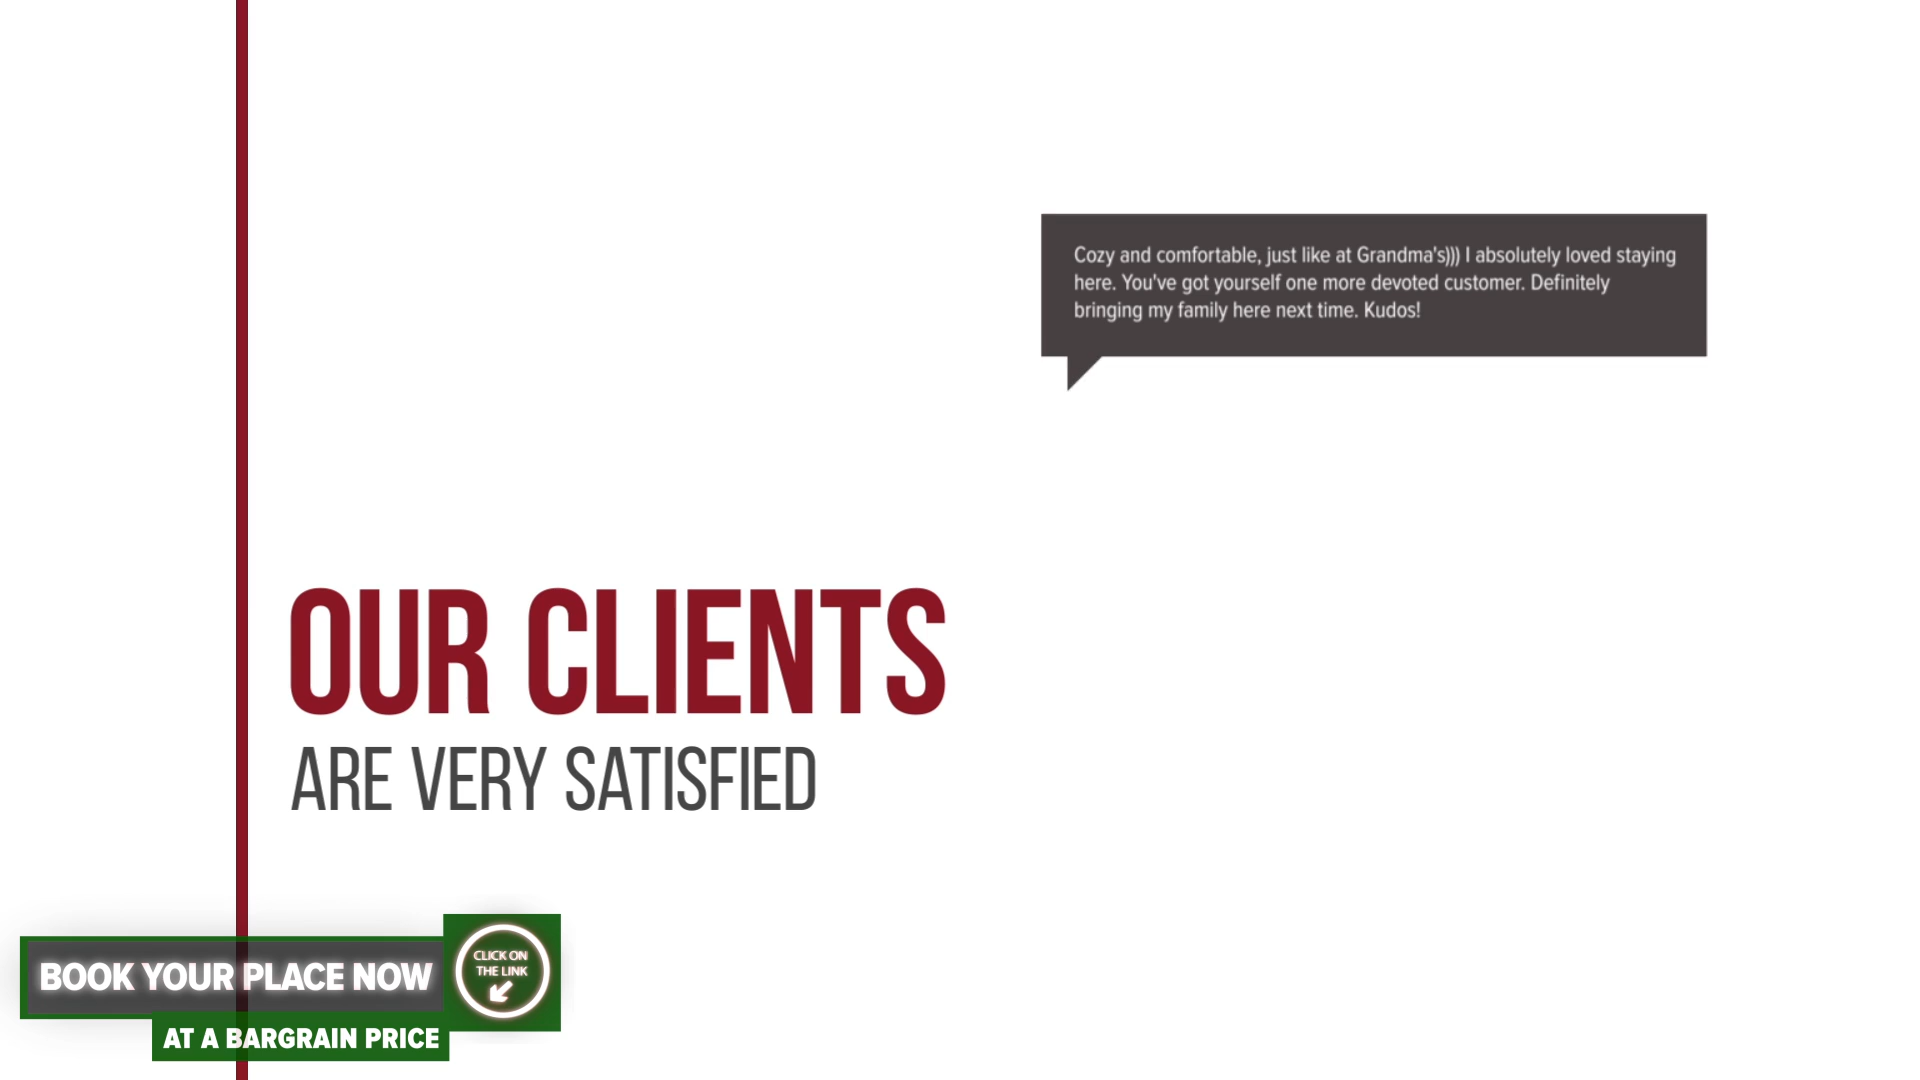 Cozy and comfortable, just like at Grandma's))) I absolutely loved staying
here. You've got yourself one more devoted customer. Definitely
bringing my family here next time. Kudos!
OUR CLIENTS
ARE VERY SATISFIED
BOOK YOUR PLACE NOW
CLICK ON
THE LINK
AT A BARGRAIN PRICE